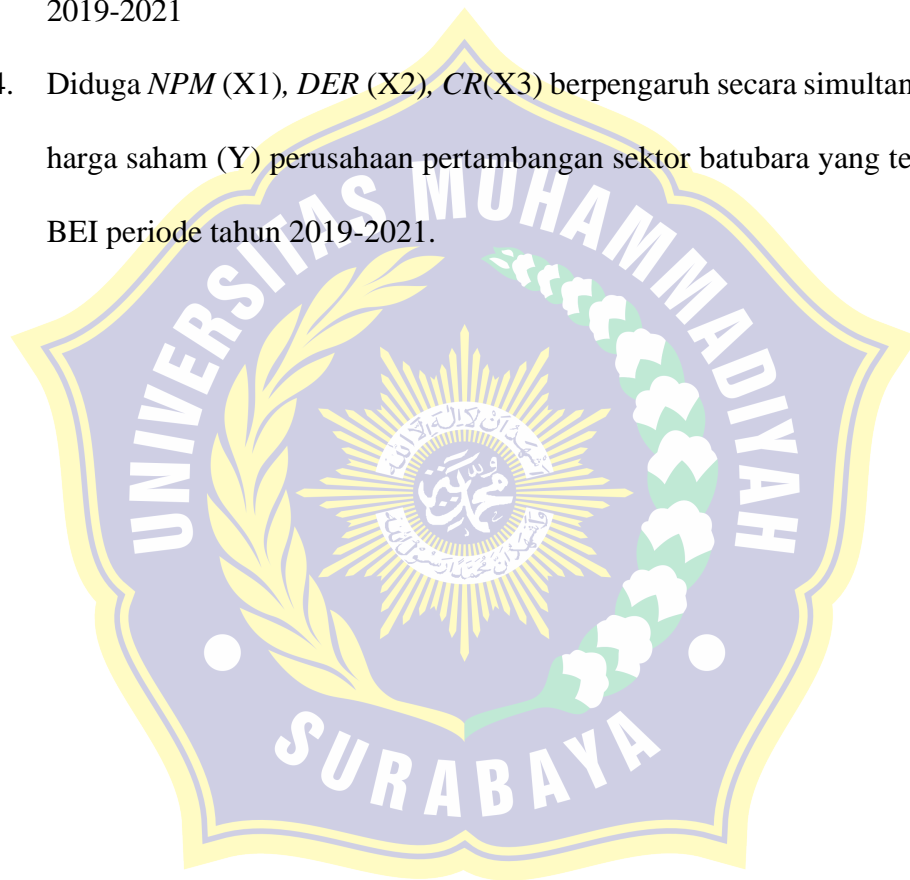 2019-2021
4. Diduga NPM (X1), DER (X2), CR(X3) berpengaruh secara simultan
harga saham (Y) perusahaan pertambangan sektor batubara yang te
BEI periode tahun 2019-2021.
UNIVERSITAS MUHAMMADIYAH
SURABAYA